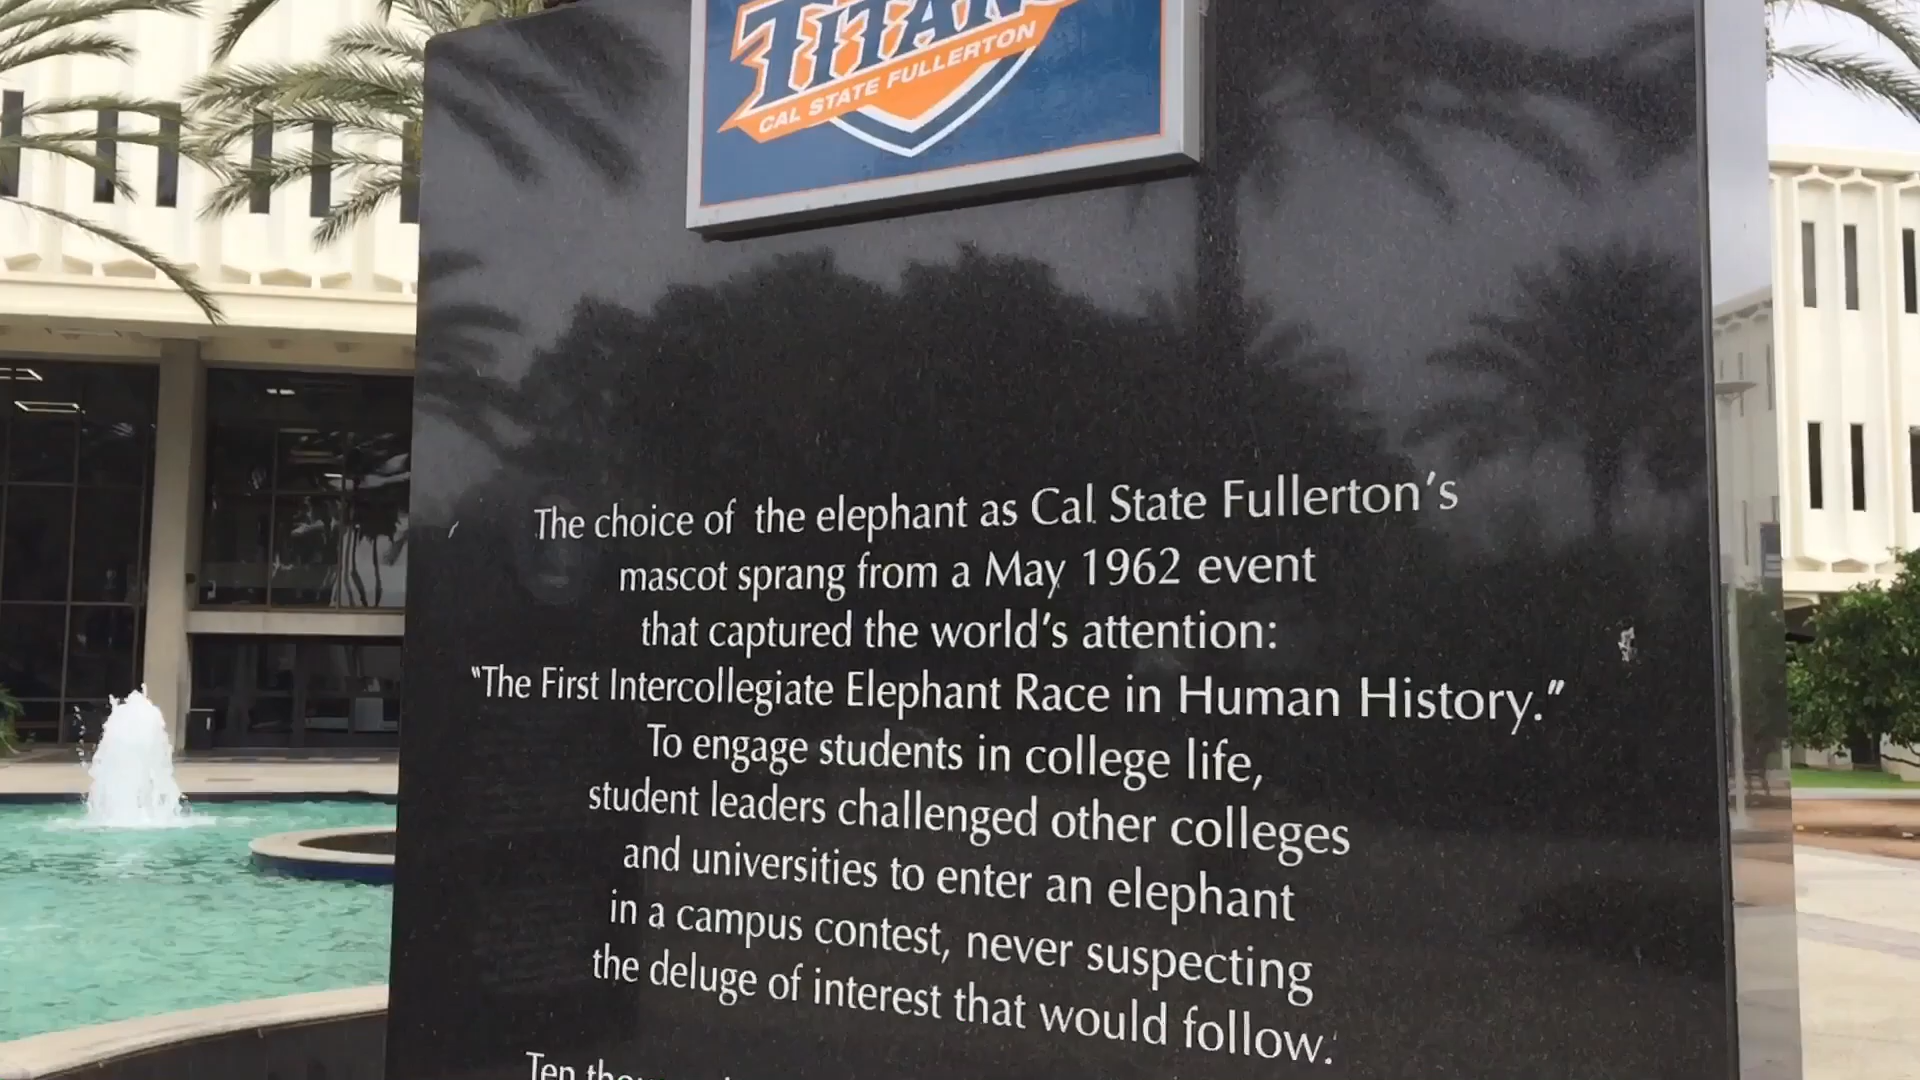 TITANS
CAL STATE FULLERTON
The choice of the elephant as Cal State Fullerton's
mascot sprang from a May 1962 event
that captured the world's attention:
"The First Intercollegiate Elephant Race in Human History."
To engage students in college life,
student leaders challenged other colleges
and universities to enter an elephant
in a campus contest, never suspecting
the deluge of interest that would follow.
Ten